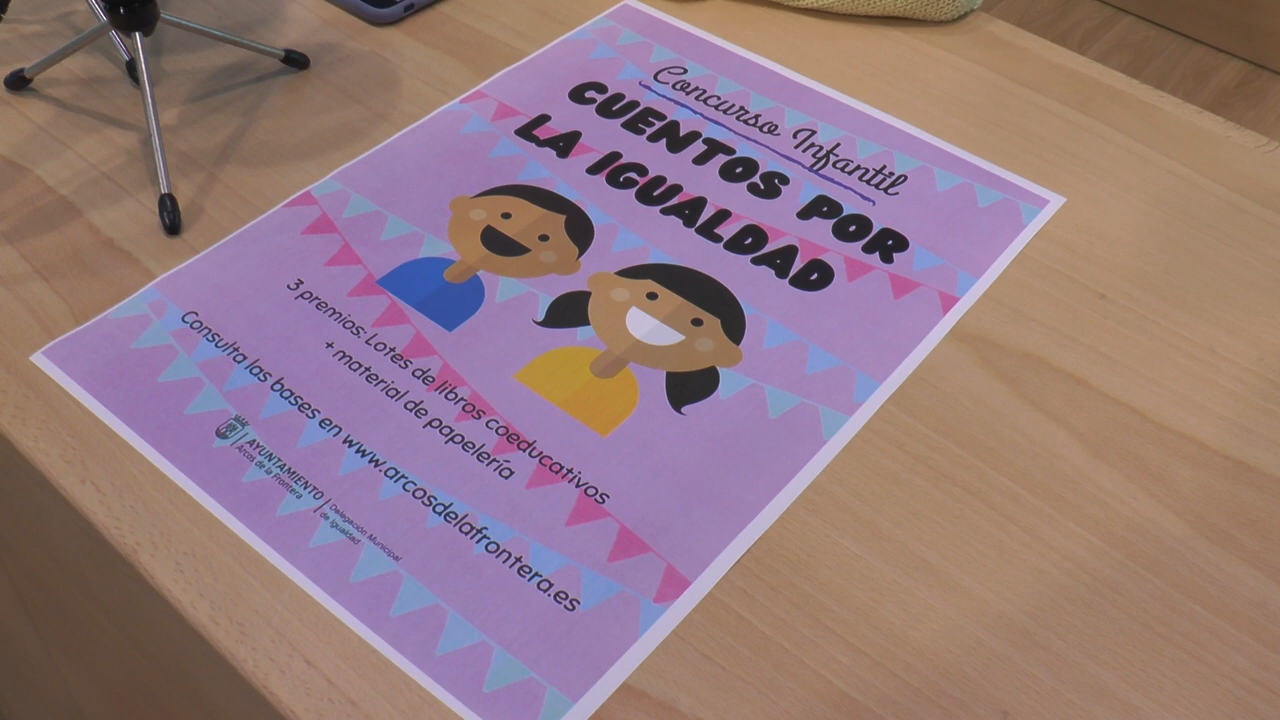 Concurso Infantil
CUENTOS POR
LA IGUALDAD
3 premios: Lotes de libros coeducativos
+ material de papelería
Consulta las bases en www.arcosdelafrontera.es
AYUNTAMIENTO
Arcos de la Frontera
Delegación Municipal
de Igualdad